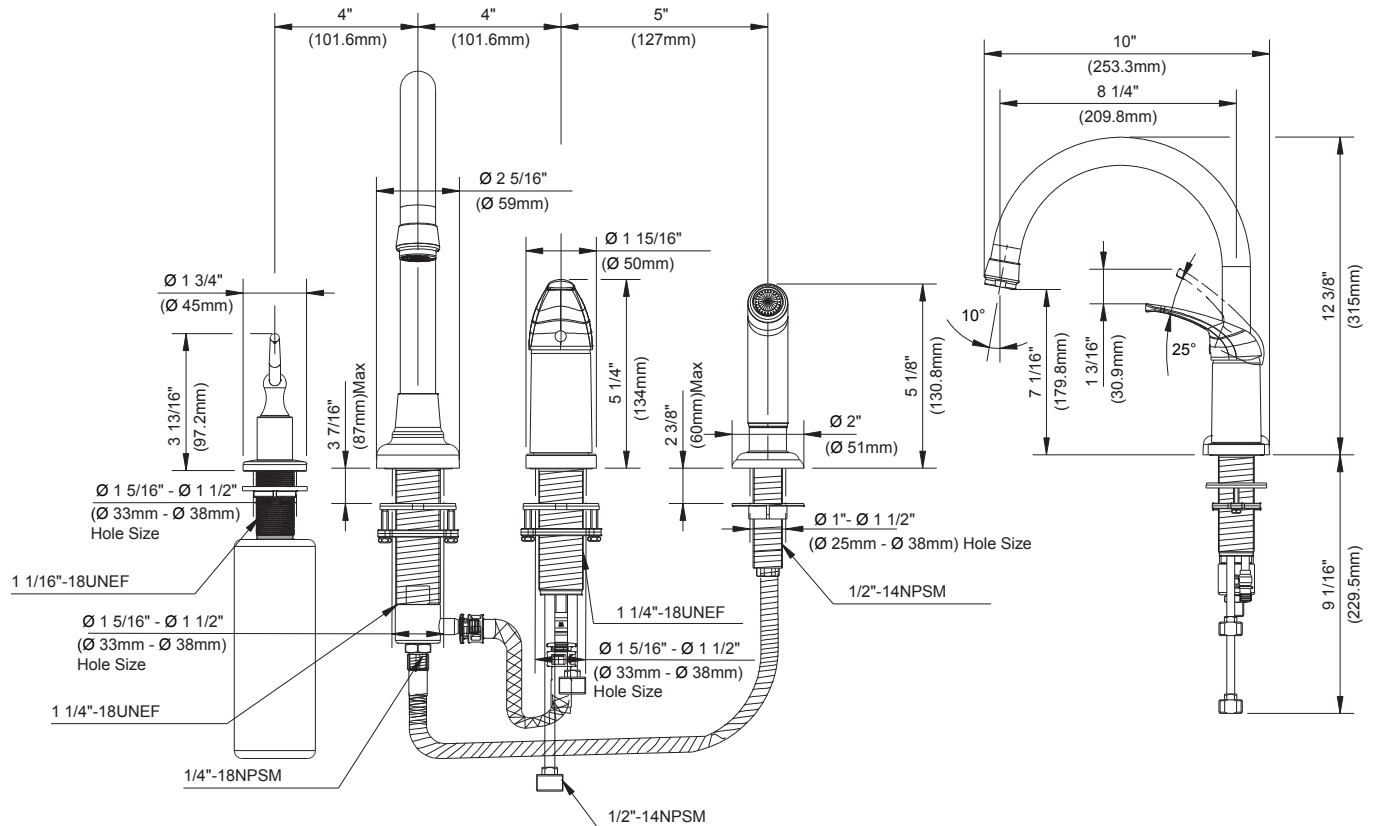 4"
(101.6mm)
4"
(101.6mm)
5"
(127mm)
10"
(253.3mm)
8 1/4"
(209.8mm)
Ø 2 5/16"
(Ø 59mm)
Ø 1 15/16"
(Ø 50mm)
Ø 1 3/4"
(Ø 45mm)
3 13/16"
(97.2mm)
3 7/16"
(87mm)Max
5 1/4"
(134mm)
2 3/8"
(60mm)Max
5 1/8"
(130.8mm)
Ø 2"
(Ø 51mm)
10°
7 1/16"
(179.8mm)
1 3/16"
(30.9mm)
25°
12 3/8"
(315mm)
9 1/16"
(229.5mm)
Ø 1 5/16" - Ø 1 1/2"
(Ø 33mm - Ø 38mm)
Hole Size
Ø 1"- Ø 1 1/2"
(Ø 25mm - Ø 38mm) Hole Size
1 1/16"-18UNEF
1/2"-14NPSM
1 1/4"-18UNEF
Ø 1 5/16" - Ø 1 1/2"
(Ø 33mm - Ø 38mm)
Hole Size
Ø 1 5/16" - Ø 1 1/2"
(Ø 33mm - Ø 38mm)
Hole Size
1 1/4"-18UNEF
1/4"-18NPSM
1/2"-14NPSM